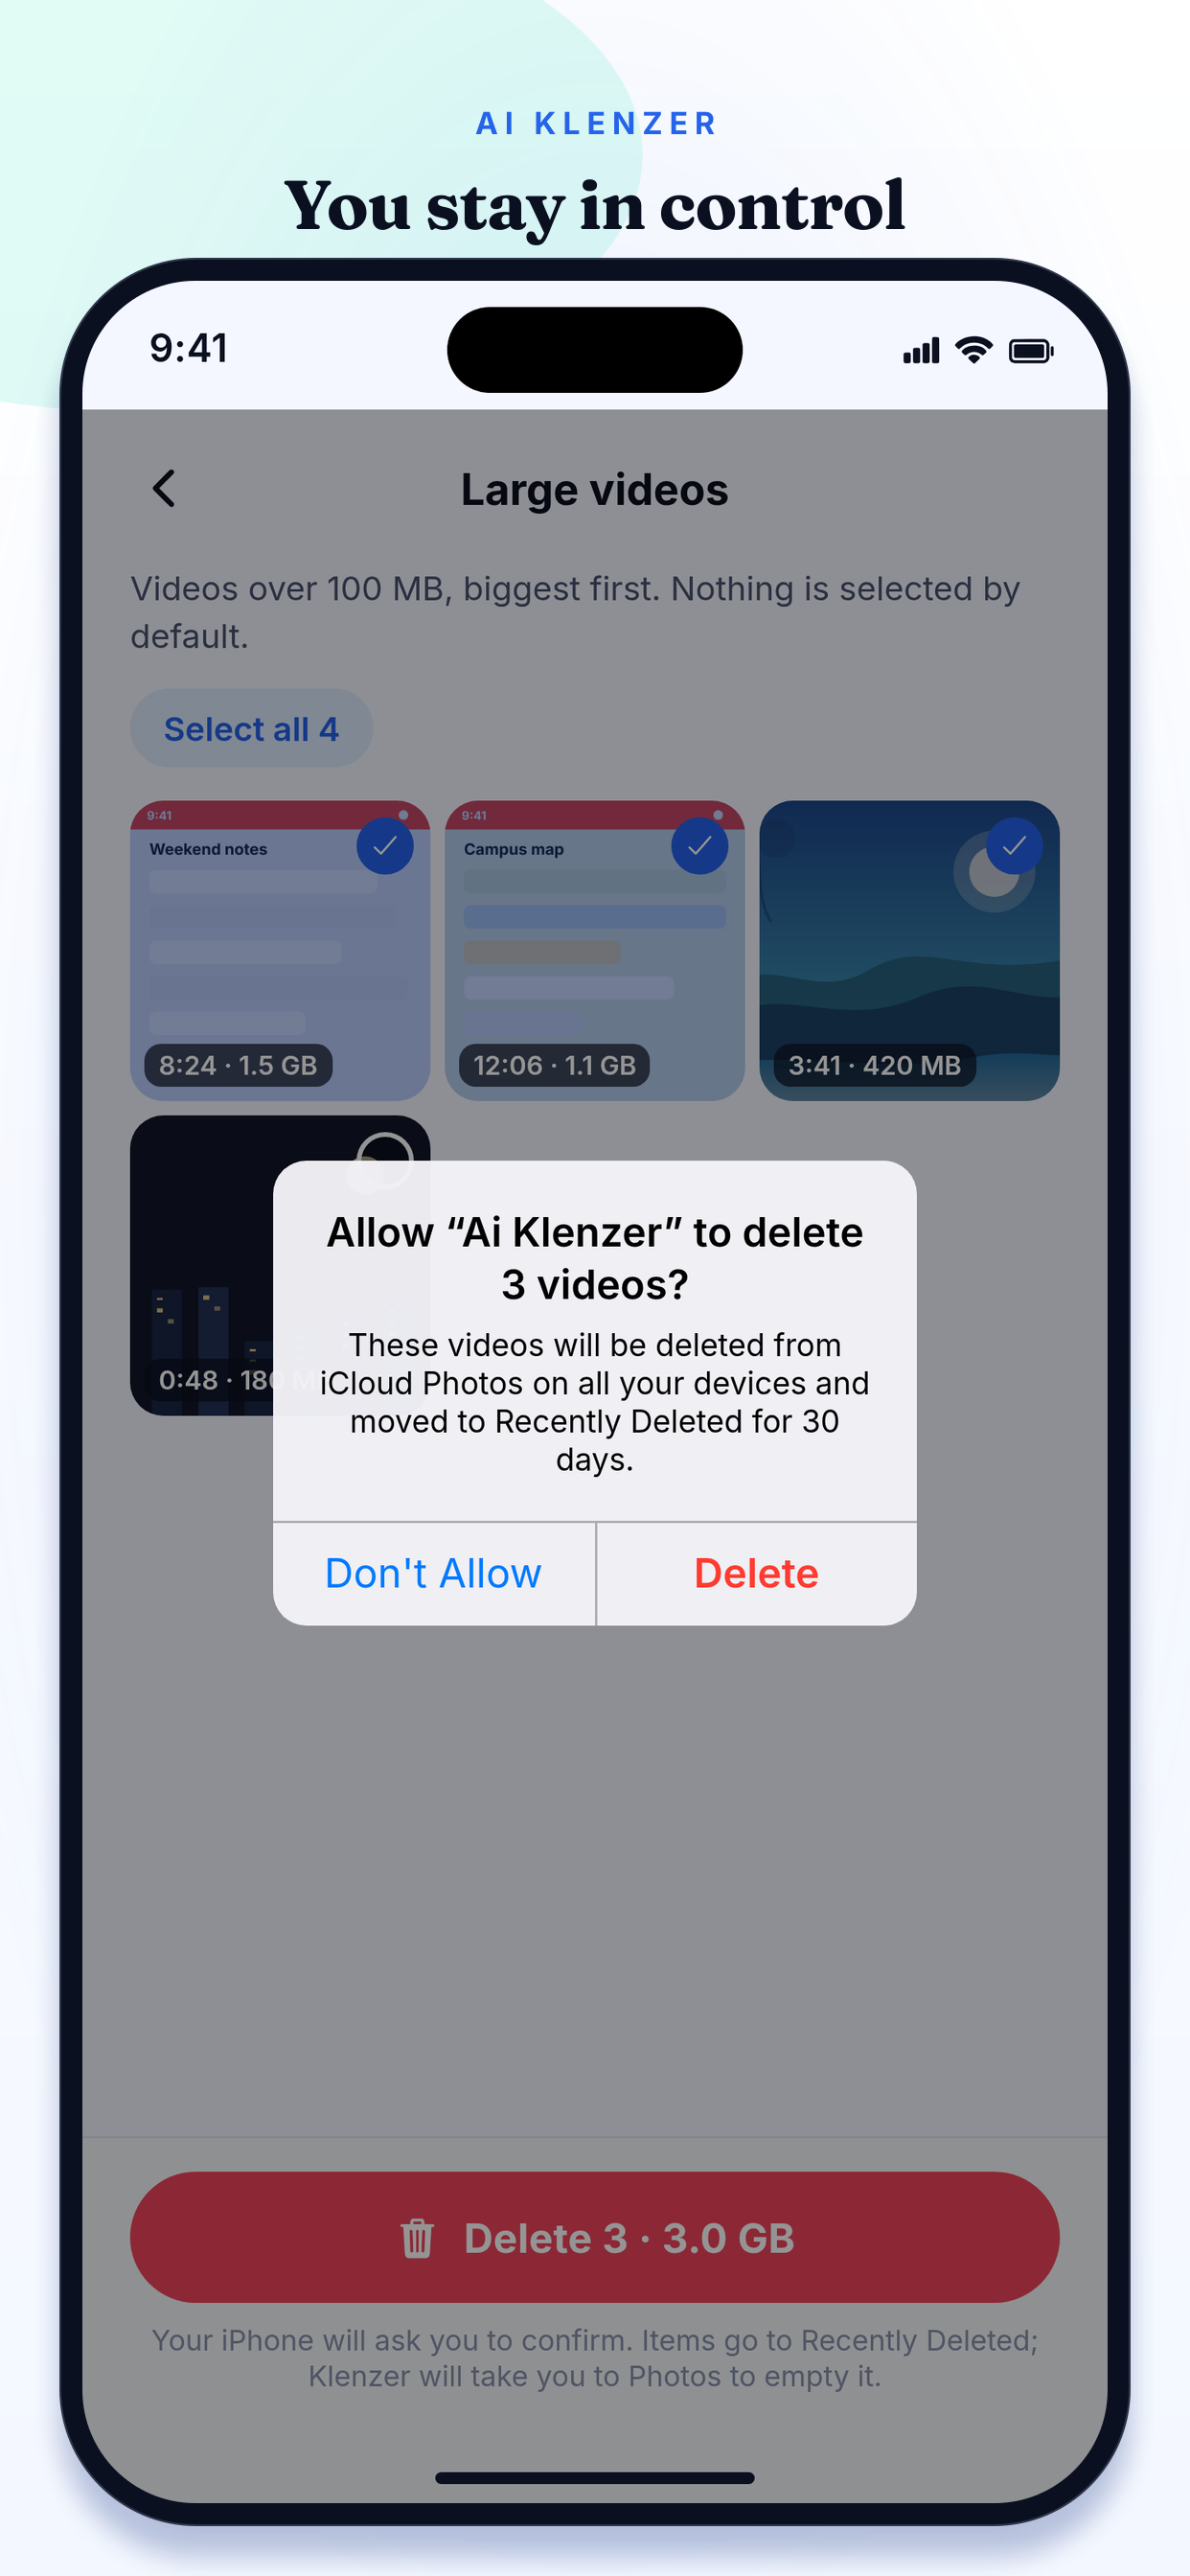 AI KLENZER
You stay in control
9:41
Large videos
Videos over 100 MB, biggest first. Nothing is selected by
default.
Select all 4
9:41
Weekend notes
8:24 · 1.5 GB
9:41
Campus map
12:06 · 1.1 GB
3:41 · 420 MB
0:48 · 180 M
Allow “Ai Klenzer” to delete
3 videos?
These videos will be deleted from
iCloud Photos on all your devices and
moved to Recently Deleted for 30
days.
Don't Allow
Delete
Delete 3 · 3.0 GB
Your iPhone will ask you to confirm. Items go to Recently Deleted;
Klenzer will take you to Photos to empty it.